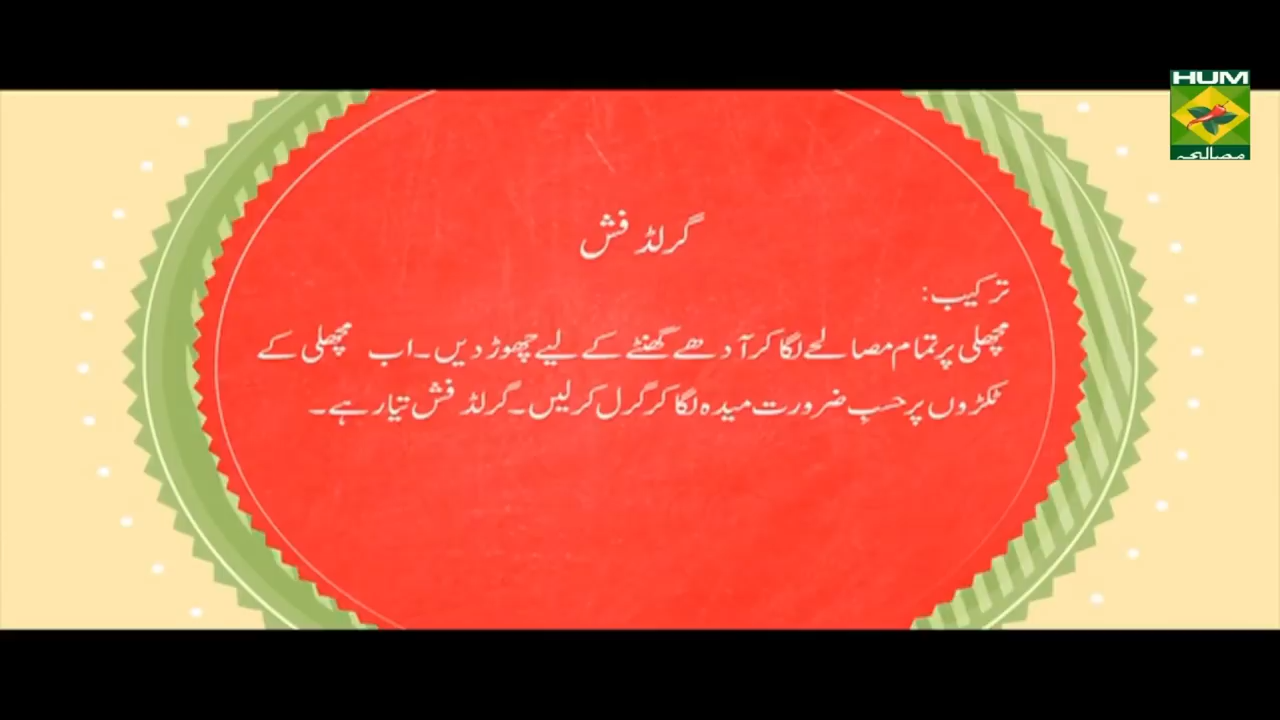 HUM
مصالحہ
گرلڈ فش
ترکیب:
مچھلی پر تمام مصالحے لگا کر آدھے گھنٹے کے لیے چھوڑ دیں۔ اب مچھلی کے
ٹکڑوں پر حسبِ ضرورت میدہ لگا کر گرل کر لیں۔ گرلڈ فش تیار ہے۔